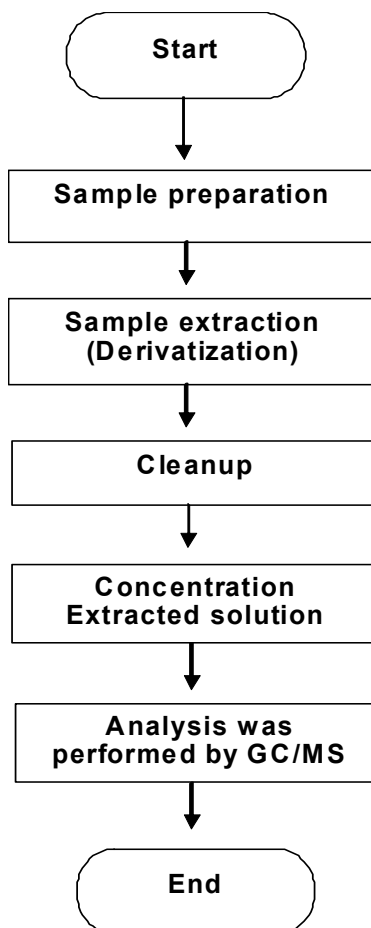 Start
Sample preparation
Sample extraction
(Derivatization)
Cleanup
Concentration
Extracted solution
Analysis was
performed by GC/MS
End